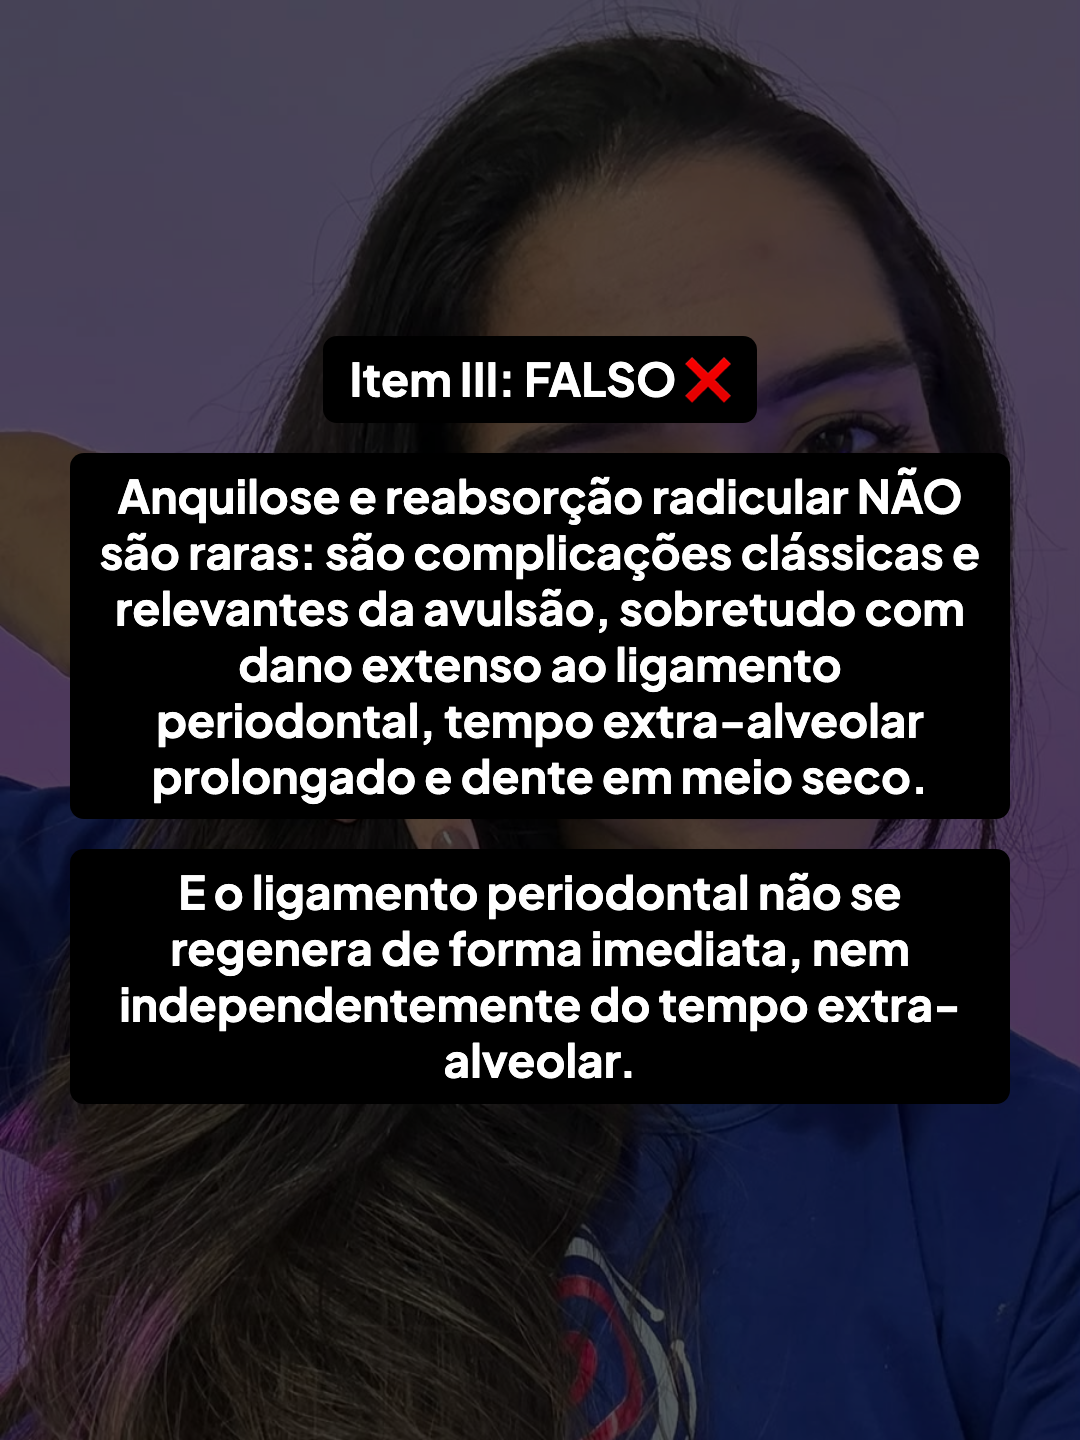 Item III: FALSO ❌
Anquilose e reabsorção radicular NÃO
são raras: são complicações clássicas e
relevantes da avulsão, sobretudo com
dano extenso ao ligamento
periodontal, tempo extra-alveolar
prolongado e dente em meio seco.
E o ligamento periodontal não se
regenera de forma imediata, nem
independentemente do tempo extra-
alveolar.